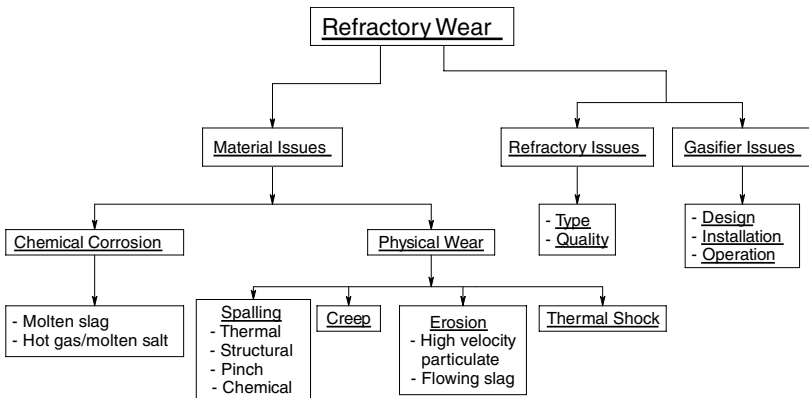 Refractory Wear
Material Issues
Refractory Issues
Gasifier Issues
Chemical Corrosion
Physical Wear
- Type
- Quality
- Design
- Installation
- Operation
- Molten slag
- Hot gas/molten salt
Spalling
- Thermal
- Structural
- Pinch
- Chemical
Creep
Erosion
- High velocity
particulate
- Flowing slag
Thermal Shock